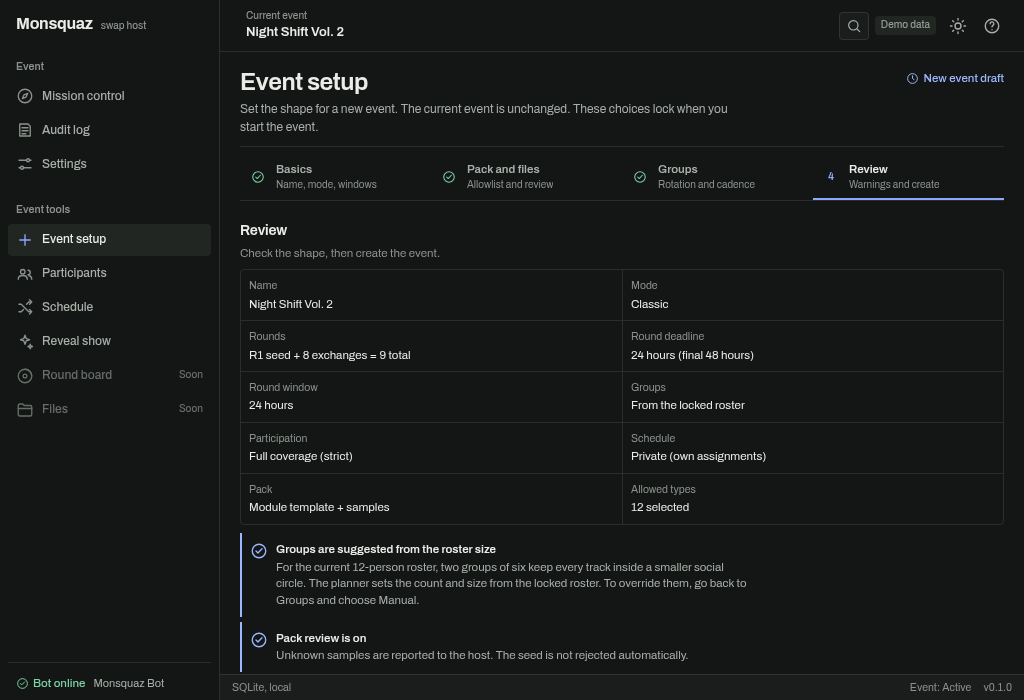 Monsquaz swap host
Event
Mission control
Audit log
Settings
Event tools
Event setup
Participants
Schedule
Reveal show
Round board Soon
Files Soon
Bot online Monsquaz Bot
Current event
Night Shift Vol. 2
Demo data
Event setup
New event draft
Set the shape for a new event. The current event is unchanged. These choices lock when you
start the event.
Basics
Name, mode, windows
Pack and files
Allowlist and review
Groups
Rotation and cadence
4 Review
Warnings and create
Review
Check the shape, then create the event.
Name
Night Shift Vol. 2
Mode
Classic
Rounds
R1 seed + 8 exchanges = 9 total
Round deadline
24 hours (final 48 hours)
Round window
24 hours
Groups
From the locked roster
Participation
Full coverage (strict)
Schedule
Private (own assignments)
Pack
Module template + samples
Allowed types
12 selected
Groups are suggested from the roster size
For the current 12-person roster, two groups of six keep every track inside a smaller social
circle. The planner sets the count and size from the locked roster. To override them, go back to
Groups and choose Manual.
Pack review is on
Unknown samples are reported to the host. The seed is not rejected automatically.
SQLite, local
Event: Active v0.1.0